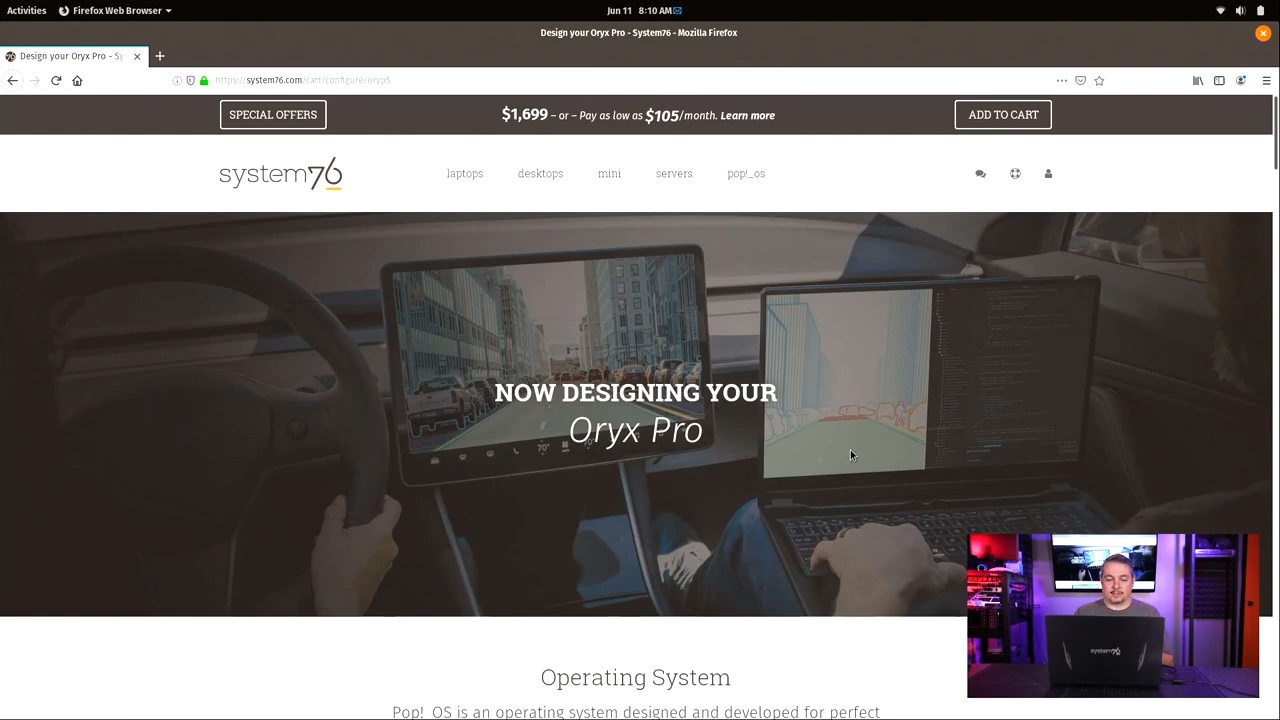 Activities Firefox Web Browser Jun 11 8:10 AM
Design your Oryx Pro - System76 - Mozilla Firefox
Design your Oryx Pro - Sy
https://system76.com/cart/configure/oryp5
SPECIAL OFFERS $1,699 – or – Pay as low as $105/month. Learn more ADD TO CART
system76 laptops desktops mini servers pop!_os
70°
NOW DESIGNING YOUR
Oryx Pro
system76
Operating System
Pop!_OS is an operating system designed and developed for perfect